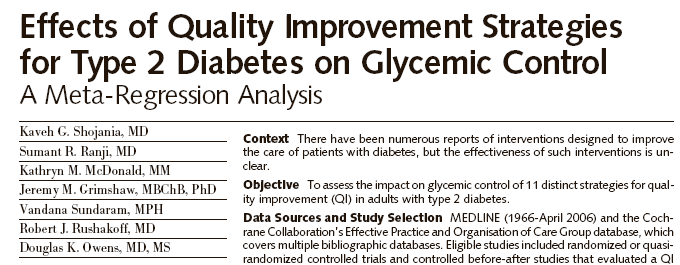 Effects of Quality Improvement Strategies
for Type 2 Diabetes on Glycemic Control
A Meta-Regression Analysis
Kaveh G. Shojania, MD
Sumant R. Ranji, MD
Kathryn M. McDonald, MM
Jeremy M. Grimshaw, MBChB, PhD
Vandana Sundaram, MPH
Robert J. Rushakoff, MD
Douglas K. Owens, MD, MS
Context There have been numerous reports of interventions designed to improve
the care of patients with diabetes, but the effectiveness of such interventions is un-
clear.
Objective To assess the impact on glycemic control of 11 distinct strategies for qual-
ity improvement (QI) in adults with type 2 diabetes.
Data Sources and Study Selection MEDLINE (1966-April 2006) and the Coch-
rane Collaboration's Effective Practice and Organisation of Care Group database, which
covers multiple bibliographic databases. Eligible studies included randomized or quasi-
randomized controlled trials and controlled before-after studies that evaluated a QI